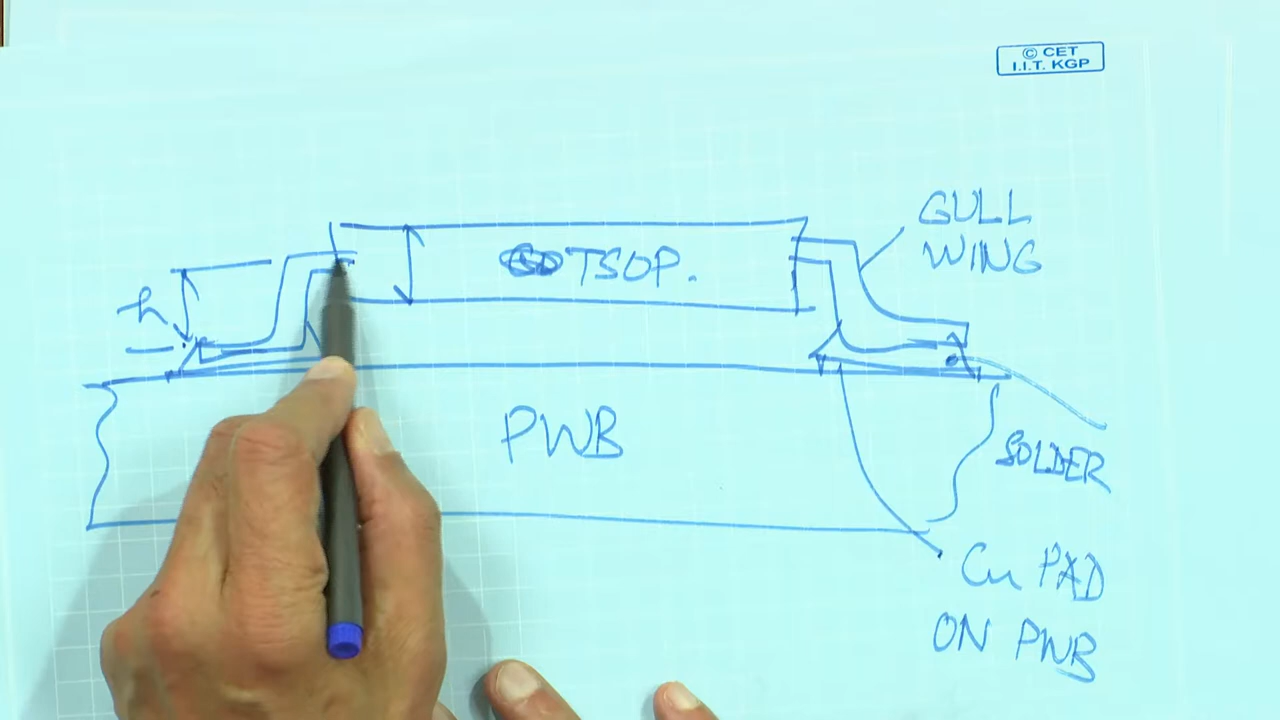 © CET
I.I.T. KGP
GULL
WING
TSOP.
h
PWB
SOLDER
Cu PAD
ON PWB